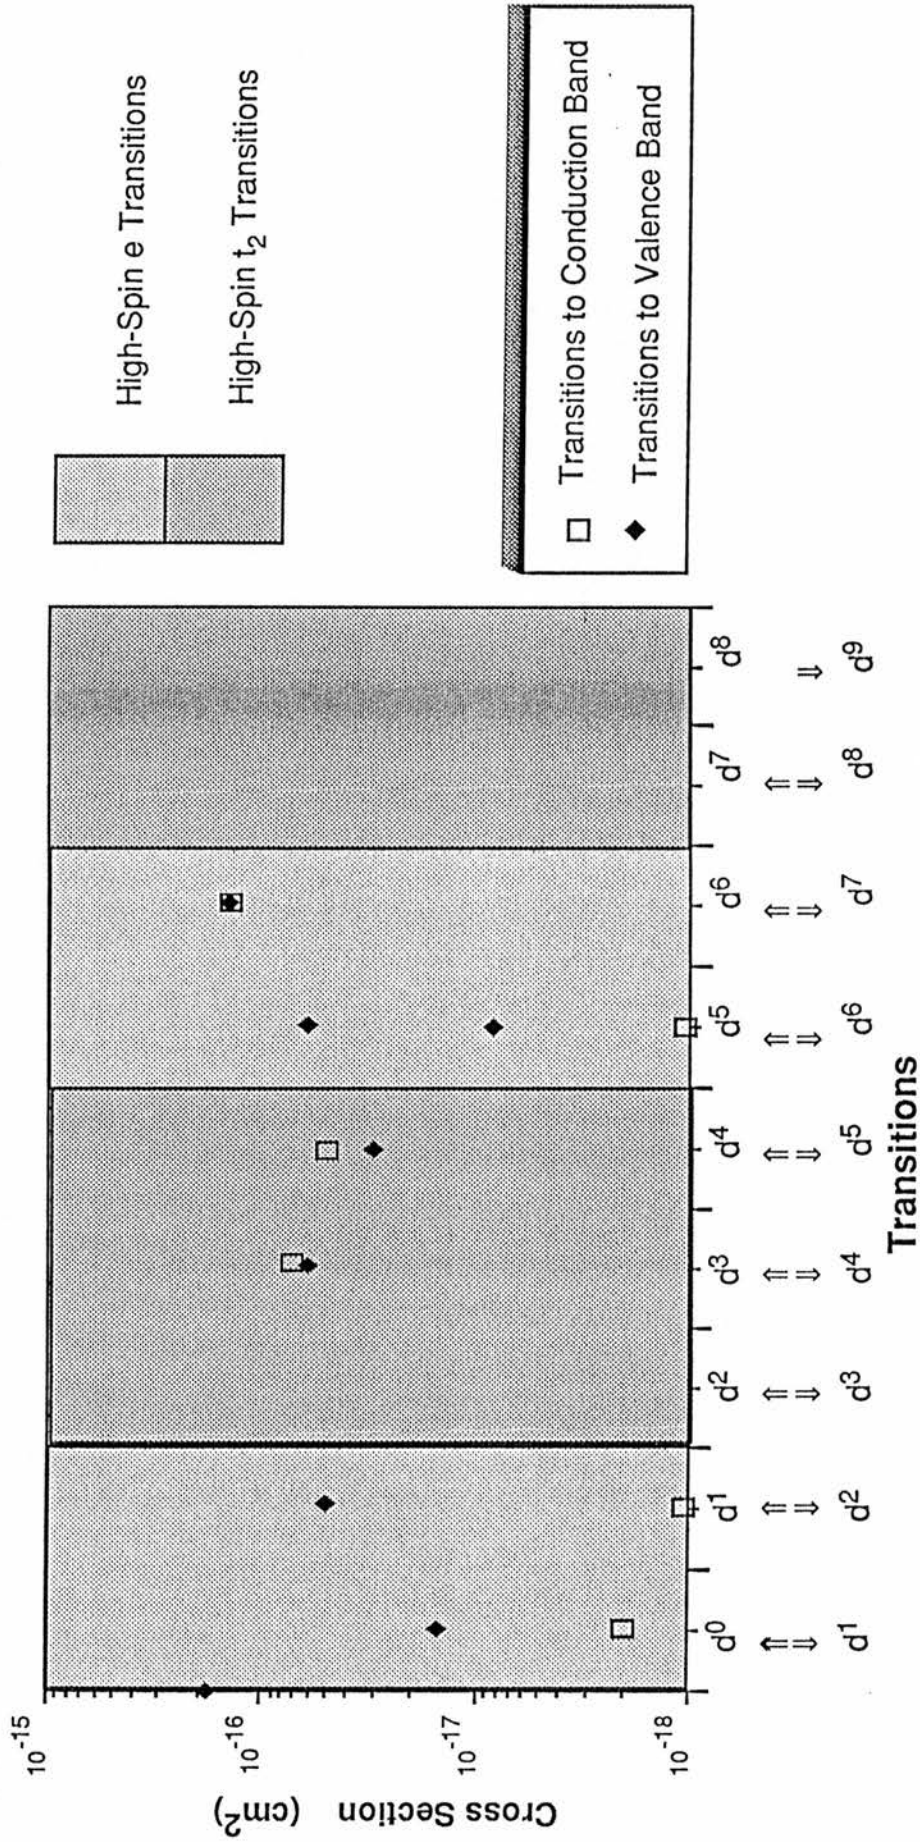 High-Spin e Transitions
High-Spin t₂ Transitions
Transitions to Conduction Band
Transitions to Valence Band
Cross Section (cm²)
10⁻¹⁵
10⁻¹⁶
10⁻¹⁷
10⁻¹⁸
d⁰ d¹ d² d³ d⁴ d⁵ d⁶ d⁷ d⁸
⇑⇓ ⇑⇓ ⇑⇓ ⇑⇓ ⇑⇓ ⇑⇓ ⇑⇓ ⇑⇓ ⇓
d¹ d² d³ d⁴ d⁵ d⁶ d⁷ d⁸ d⁹
Transitions